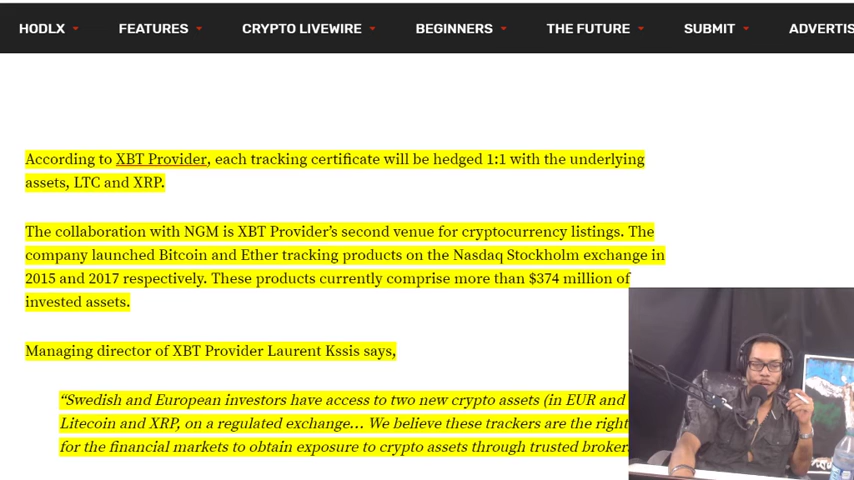 HODLX FEATURES CRYPTO LIVEWIRE BEGINNERS THE FUTURE SUBMIT ADVERTIS
According to XBT Provider, each tracking certificate will be hedged 1:1 with the underlying
assets, LTC and XRP.
The collaboration with NGM is XBT Provider’s second venue for cryptocurrency listings. The
company launched Bitcoin and Ether tracking products on the Nasdaq Stockholm exchange in
2015 and 2017 respectively. These products currently comprise more than $374 million of
invested assets.
Managing director of XBT Provider Laurent Kssis says,
“Swedish and European investors have access to two new crypto assets (in EUR and
Litecoin and XRP, on a regulated exchange… We believe these trackers are the right
for the financial markets to obtain exposure to crypto assets through trusted broker